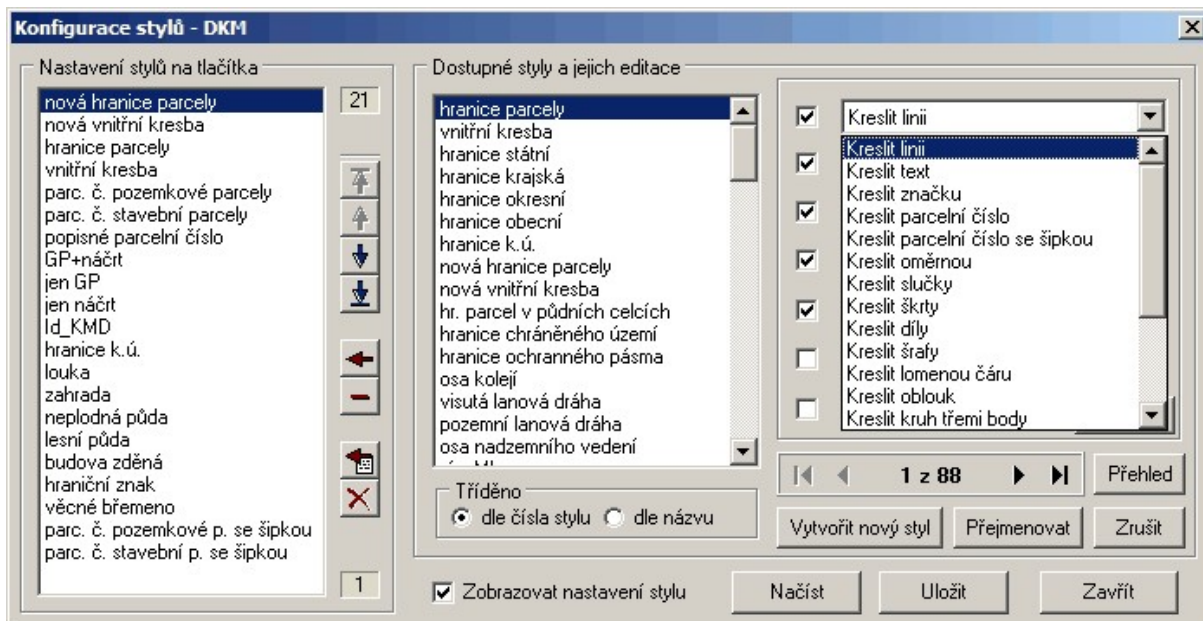 Konfigurace stylů - DKM
Nastavení stylů na tlačítka
nová hranice parcely
nová vnitřní kresba
hranice parcely
vnitřní kresba
parc. č. pozemkové parcely
parc. č. stavební parcely
popisné parcelní číslo
GP+náčrt
jen GP
jen náčrt
Id_KMD
hranice k.ú.
louka
zahrada
neplodná půda
lesní půda
budova zděná
hraniční znak
věcné břemeno
parc. č. pozemkové p. se šipkou
parc. č. stavební p. se šipkou
21
1
Dostupné styly a jejich editace
hranice parcely
vnitřní kresba
hranice státní
hranice krajská
hranice okresní
hranice obecní
hranice k.ú.
nová hranice parcely
nová vnitřní kresba
hr. parcel v půdních celcích
hranice chráněného území
hranice ochranného pásma
osa kolejí
visutá lanová dráha
pozemní lanová dráha
osa nadzemního vedení
Tříděno
dle čísla stylu
dle názvu
Kreslit linii
Kreslit linii
Kreslit text
Kreslit značku
Kreslit parcelní číslo
Kreslit parcelní číslo se šipkou
Kreslit oměrnou
Kreslit slučky
Kreslit škrty
Kreslit díly
Kreslit šrafy
Kreslit lomenou čáru
Kreslit oblouk
Kreslit kruh třemi body
1 z 88
Přehled
Vytvořit nový styl
Přejmenovat
Zrušit
Zobrazovat nastavení stylu
Načíst
Uložit
Zavřít